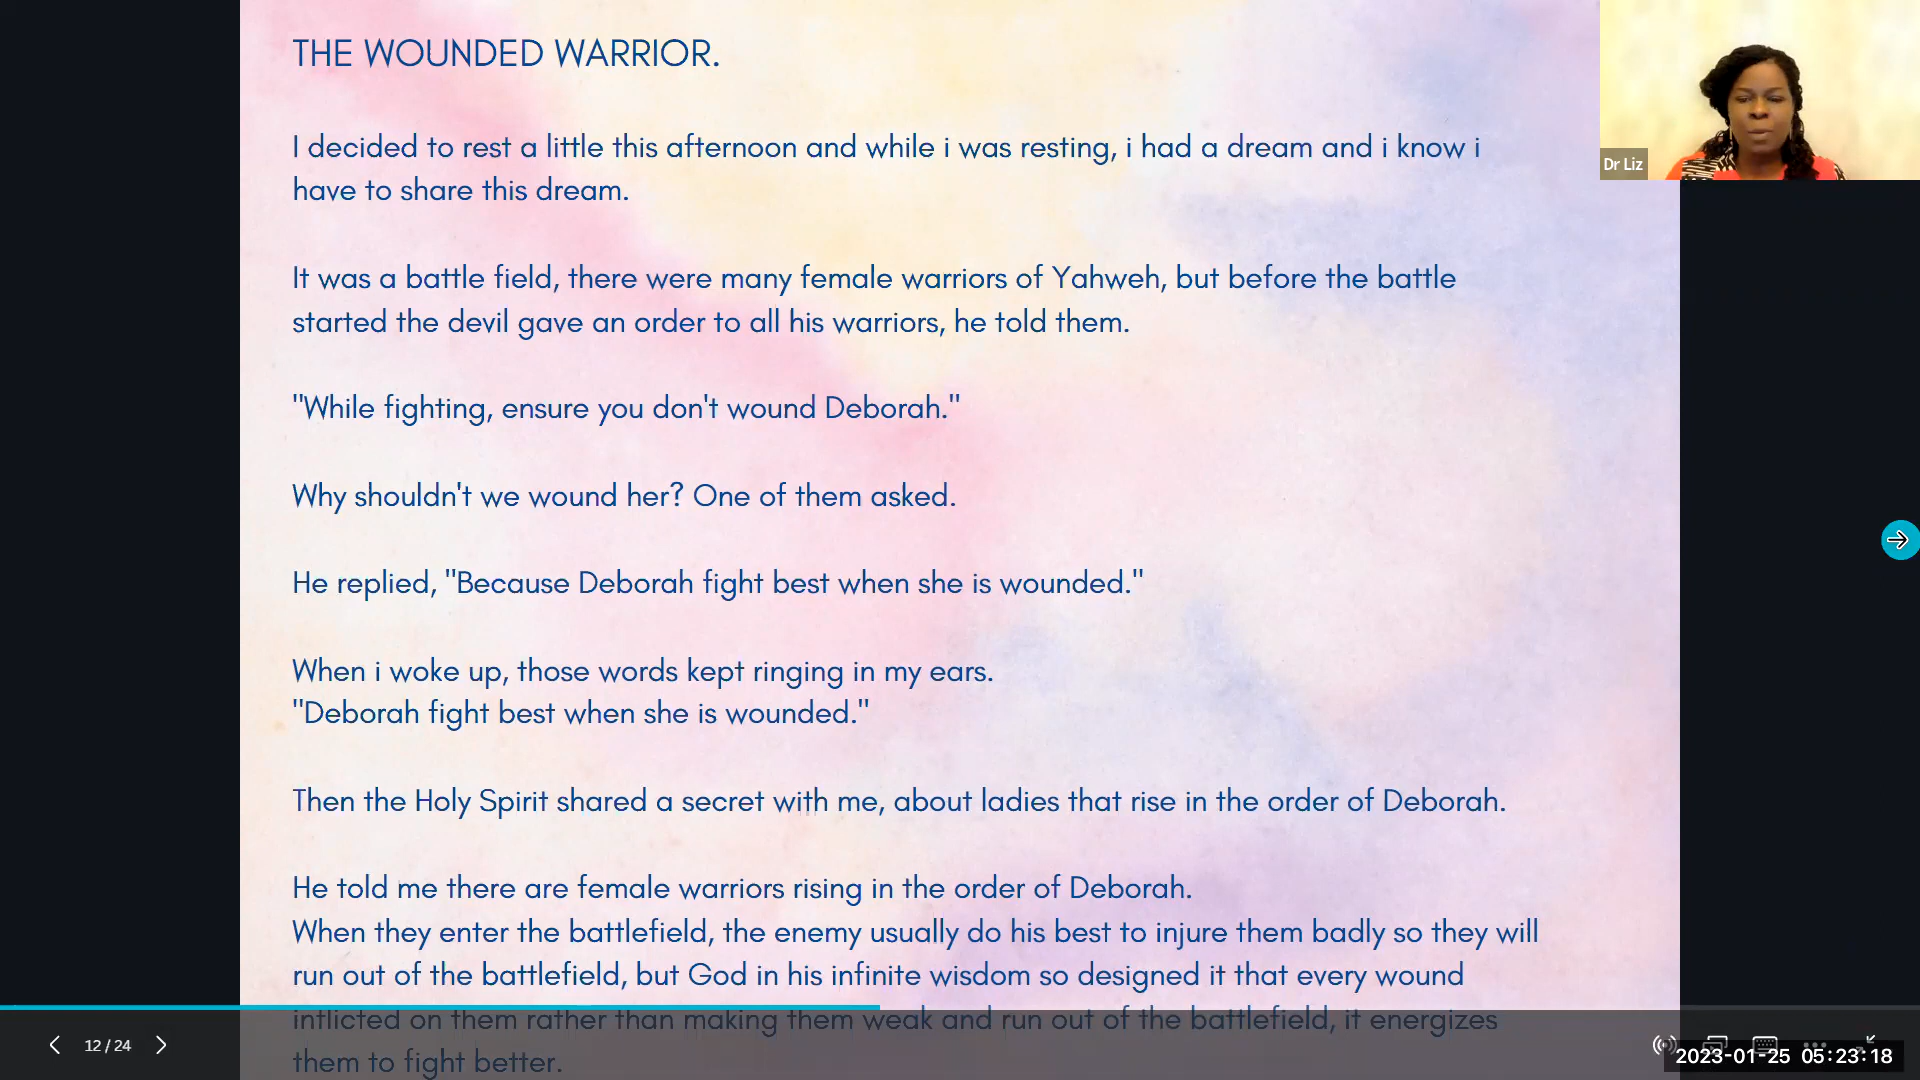 THE WOUNDED WARRIOR.
I decided to rest a little this afternoon and while i was resting, i had a dream and i know i
have to share this dream.
It was a battle field, there were many female warriors of Yahweh, but before the battle
started the devil gave an order to all his warriors, he told them.
"While fighting, ensure you don't wound Deborah."
Why shouldn't we wound her? One of them asked.
He replied, "Because Deborah fight best when she is wounded."
When i woke up, those words kept ringing in my ears.
"Deborah fight best when she is wounded."
Then the Holy Spirit shared a secret with me, about ladies that rise in the order of Deborah.
He told me there are female warriors rising in the order of Deborah.
When they enter the battlefield, the enemy usually do his best to injure them badly so they will
run out of the battlefield, but God in his infinite wisdom so designed it that every wound
inflicted on them rather than making them weak and run out of the battlefield, it energizes
them to fight better.
Dr Liz
12 / 24
2023-01-25 05:23:18